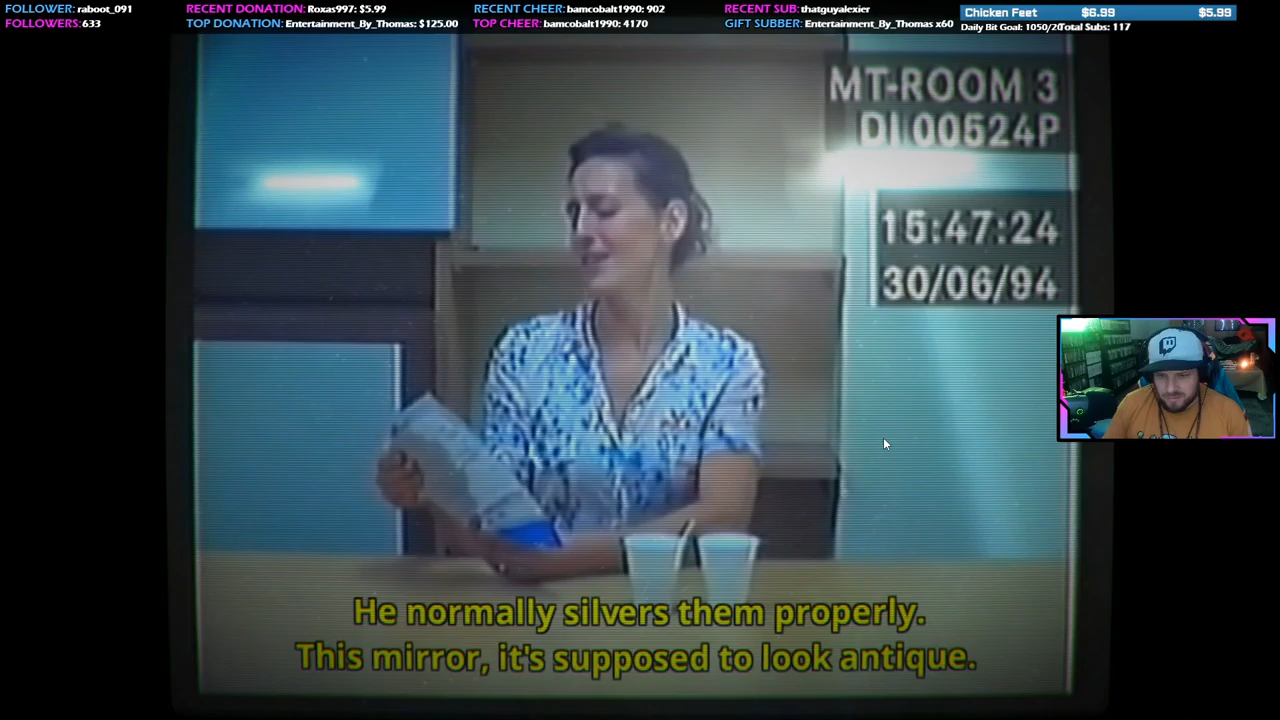 FOLLOWER: raboot_091
FOLLOWERS: 633
RECENT DONATION: Roxas997: $5.99
TOP DONATION: Entertainment_By_Thomas: $125.00
RECENT CHEER: bamcobalt1990: 902
TOP CHEER: bamcobalt1990: 4170
RECENT SUB: thatguyalexier
GIFT SUBBER: Entertainment_By_Thomas x60
Chicken Feet $6.99 $5.99
Daily Bit Goal: 1050/20
Total Subs: 117
MT-ROOM 3
DI 00524P
15:47:24
30/06/94
He normally silvers them properly.
This mirror, it's supposed to look antique.